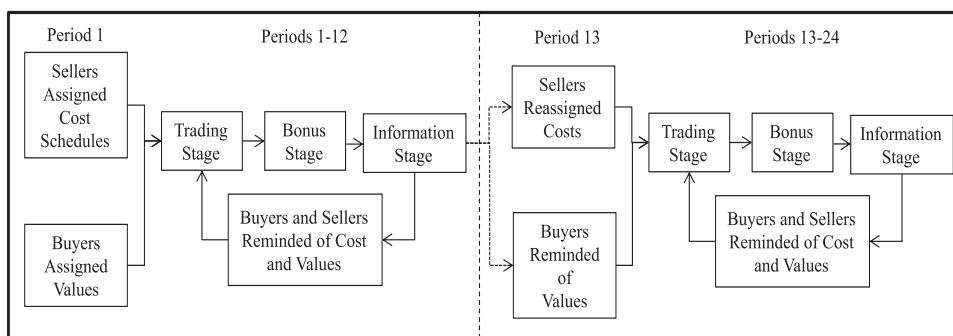 Period 1
Periods 1-12
Sellers
Assigned
Cost
Schedules
Buyers
Assigned
Values
Trading
Stage
Bonus
Stage
Information
Stage
Buyers and Sellers
Reminded of Cost
and Values
Period 13
Periods 13-24
Sellers
Reassigned
Costs
Buyers
Reminded
of
Values
Trading
Stage
Bonus
Stage
Information
Stage
Buyers and Sellers
Reminded of Cost
and Values